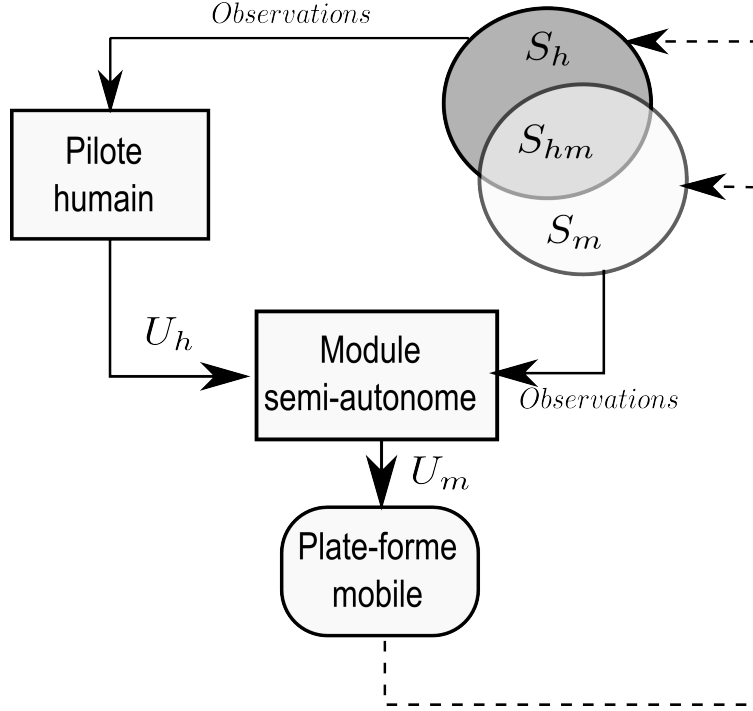 Observations
S_h
Pilote
humain
S_hm
S_m
U_h
Module
semi-autonome
Observations
U_m
Plate-forme
mobile